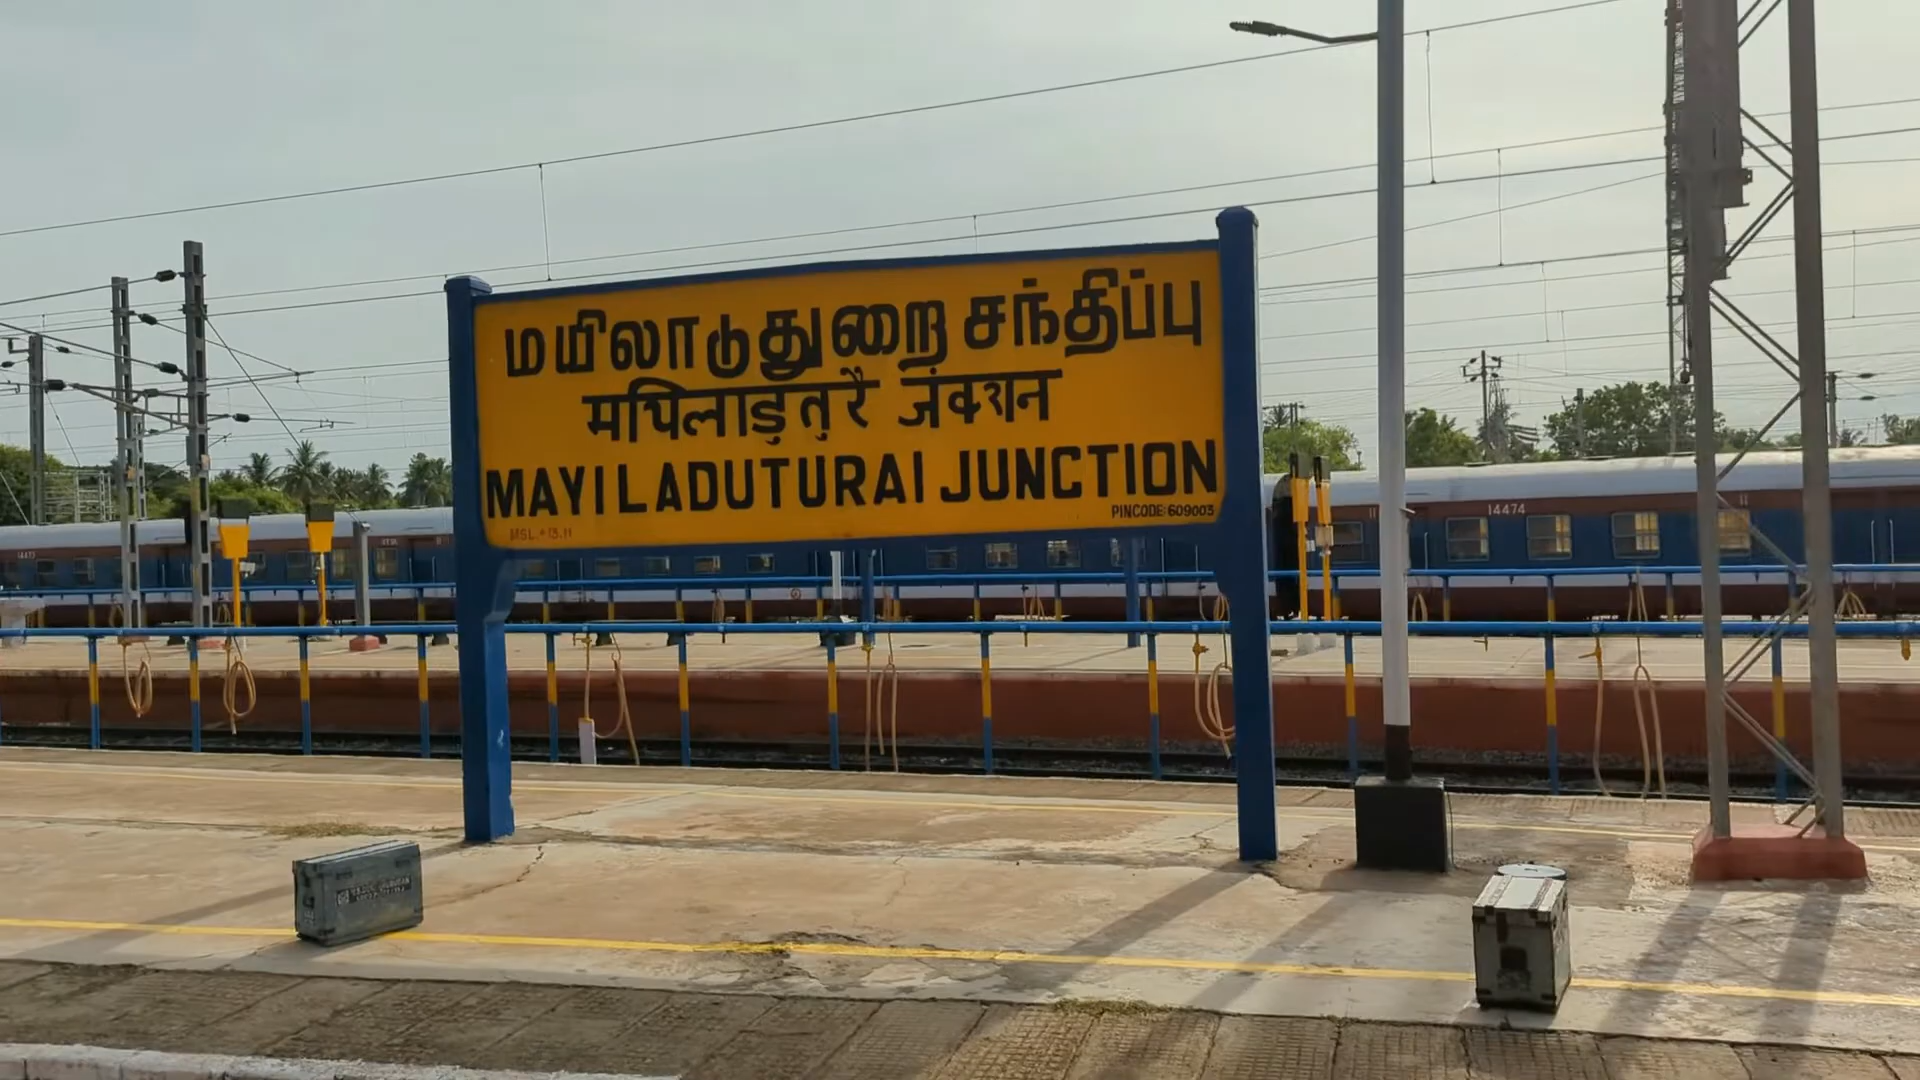 மயிலாடுதுறை சந்திப்பு
मयिलाड़ुतुरै जंक्शन
MAYILADUTURAI JUNCTION
PINCODE:609003
MSL.+13.11
14474